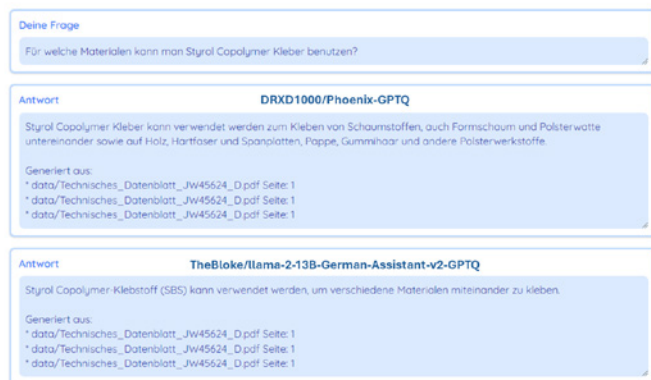 Deine Frage
Für welche Materialen kann man Styrol Copolymer Kleber benutzen?
Antwort
DRXD1000/Phoenix-GPTQ
Styrol Copolymer Kleber kann verwendet werden zum Kleben von Schaumstoffen, auch Formschaum und Polsterwatte
untereinander sowie auf Holz, Hartfaser und Spanplatten, Pappe, Gummihaar und andere Polsterwerkstoffe.
Generiert aus:
* data/Technisches_Datenblatt_JW45624_D.pdf Seite: 1
* data/Technisches_Datenblatt_JW45624_D.pdf Seite: 1
* data/Technisches_Datenblatt_JW45624_D.pdf Seite: 1
Antwort
TheBloke/llama-2-13B-German-Assistant-v2-GPTQ
Styrol Copolymer-Klebstoff (SBS) kann verwendet werden, um verschiedene Materialen miteinander zu kleben.
Generiert aus:
* data/Technisches_Datenblatt_JW45624_D.pdf Seite: 1
* data/Technisches_Datenblatt_JW45624_D.pdf Seite: 1
* data/Technisches_Datenblatt_JW45624_D.pdf Seite: 1